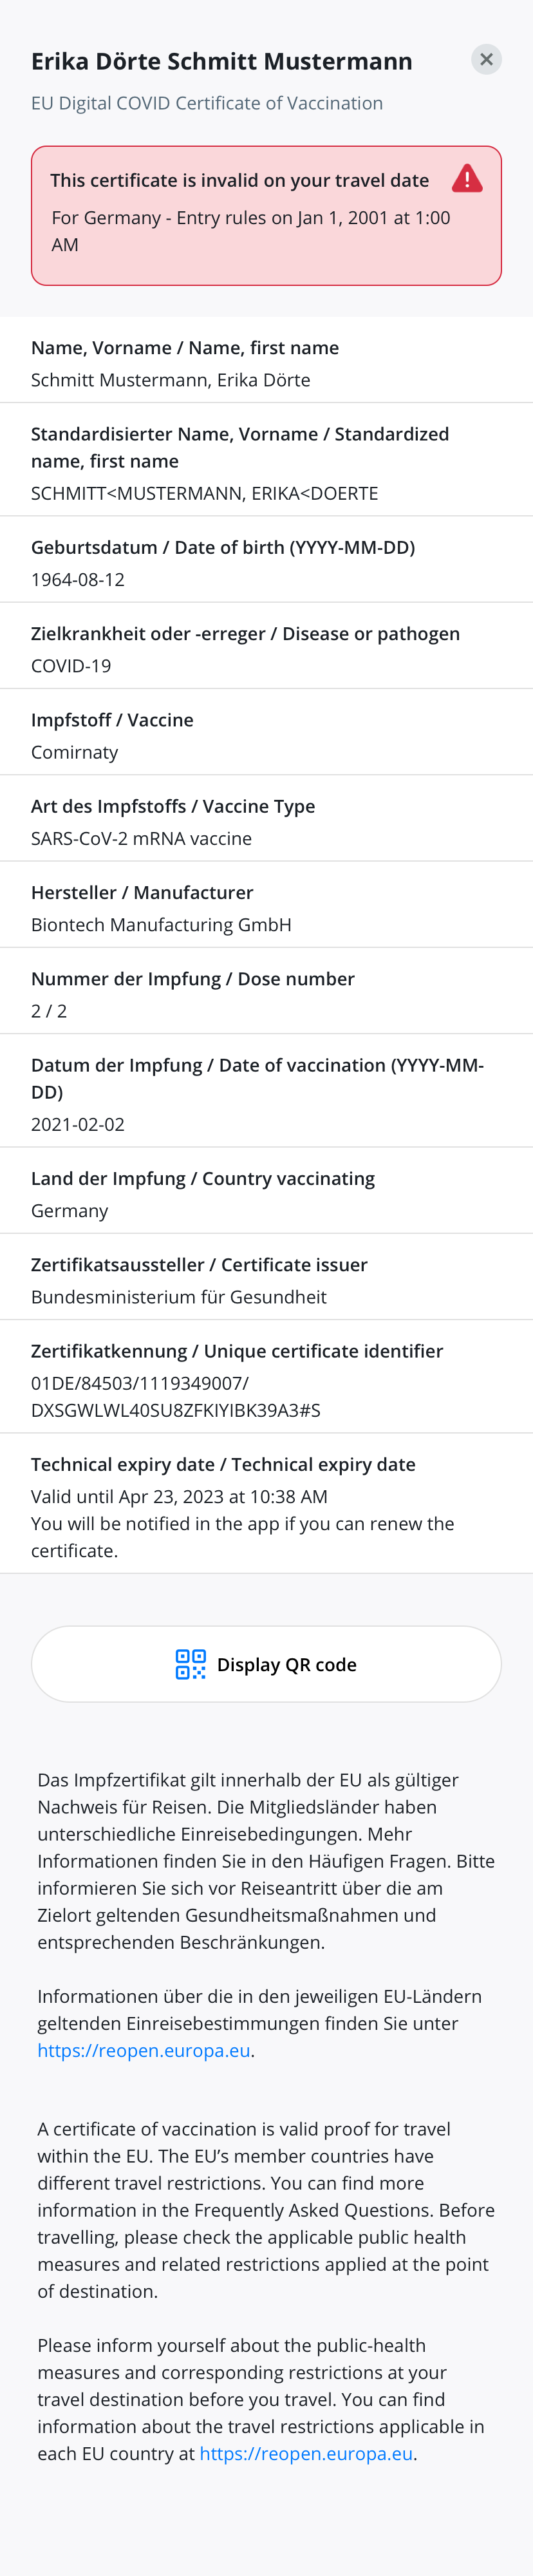 Erika Dörte Schmitt Mustermann
EU Digital COVID Certificate of Vaccination
This certificate is invalid on your travel date
For Germany - Entry rules on Jan 1, 2001 at 1:00
AM
Name, Vorname / Name, first name
Schmitt Mustermann, Erika Dörte
Standardisierter Name, Vorname / Standardized
name, first name
SCHMITT<MUSTERMANN, ERIKA<DOERTE
Geburtsdatum / Date of birth (YYYY-MM-DD)
1964-08-12
Zielkrankheit oder -erreger / Disease or pathogen
COVID-19
Impfstoff / Vaccine
Comirnaty
Art des Impfstoffs / Vaccine Type
SARS-CoV-2 mRNA vaccine
Hersteller / Manufacturer
Biontech Manufacturing GmbH
Nummer der Impfung / Dose number
2 / 2
Datum der Impfung / Date of vaccination (YYYY-MM-
DD)
2021-02-02
Land der Impfung / Country vaccinating
Germany
Zertifikatsaussteller / Certificate issuer
Bundesministerium für Gesundheit
Zertifikatkennung / Unique certificate identifier
01DE/84503/1119349007/
DXSGWLWL40SU8ZFKIYIBK39A3#S
Technical expiry date / Technical expiry date
Valid until Apr 23, 2023 at 10:38 AM
You will be notified in the app if you can renew the
certificate.
Display QR code
Das Impfzertifikat gilt innerhalb der EU als gültiger
Nachweis für Reisen. Die Mitgliedsländer haben
unterschiedliche Einreisebedingungen. Mehr
Informationen finden Sie in den Häufigen Fragen. Bitte
informieren Sie sich vor Reiseantritt über die am
Zielort geltenden Gesundheitsmaßnahmen und
entsprechenden Beschränkungen.
Informationen über die in den jeweiligen EU-Ländern
geltenden Einreisebestimmungen finden Sie unter
https://reopen.europa.eu.
A certificate of vaccination is valid proof for travel
within the EU. The EU’s member countries have
different travel restrictions. You can find more
information in the Frequently Asked Questions. Before
travelling, please check the applicable public health
measures and related restrictions applied at the point
of destination.
Please inform yourself about the public-health
measures and corresponding restrictions at your
travel destination before you travel. You can find
information about the travel restrictions applicable in
each EU country at https://reopen.europa.eu.